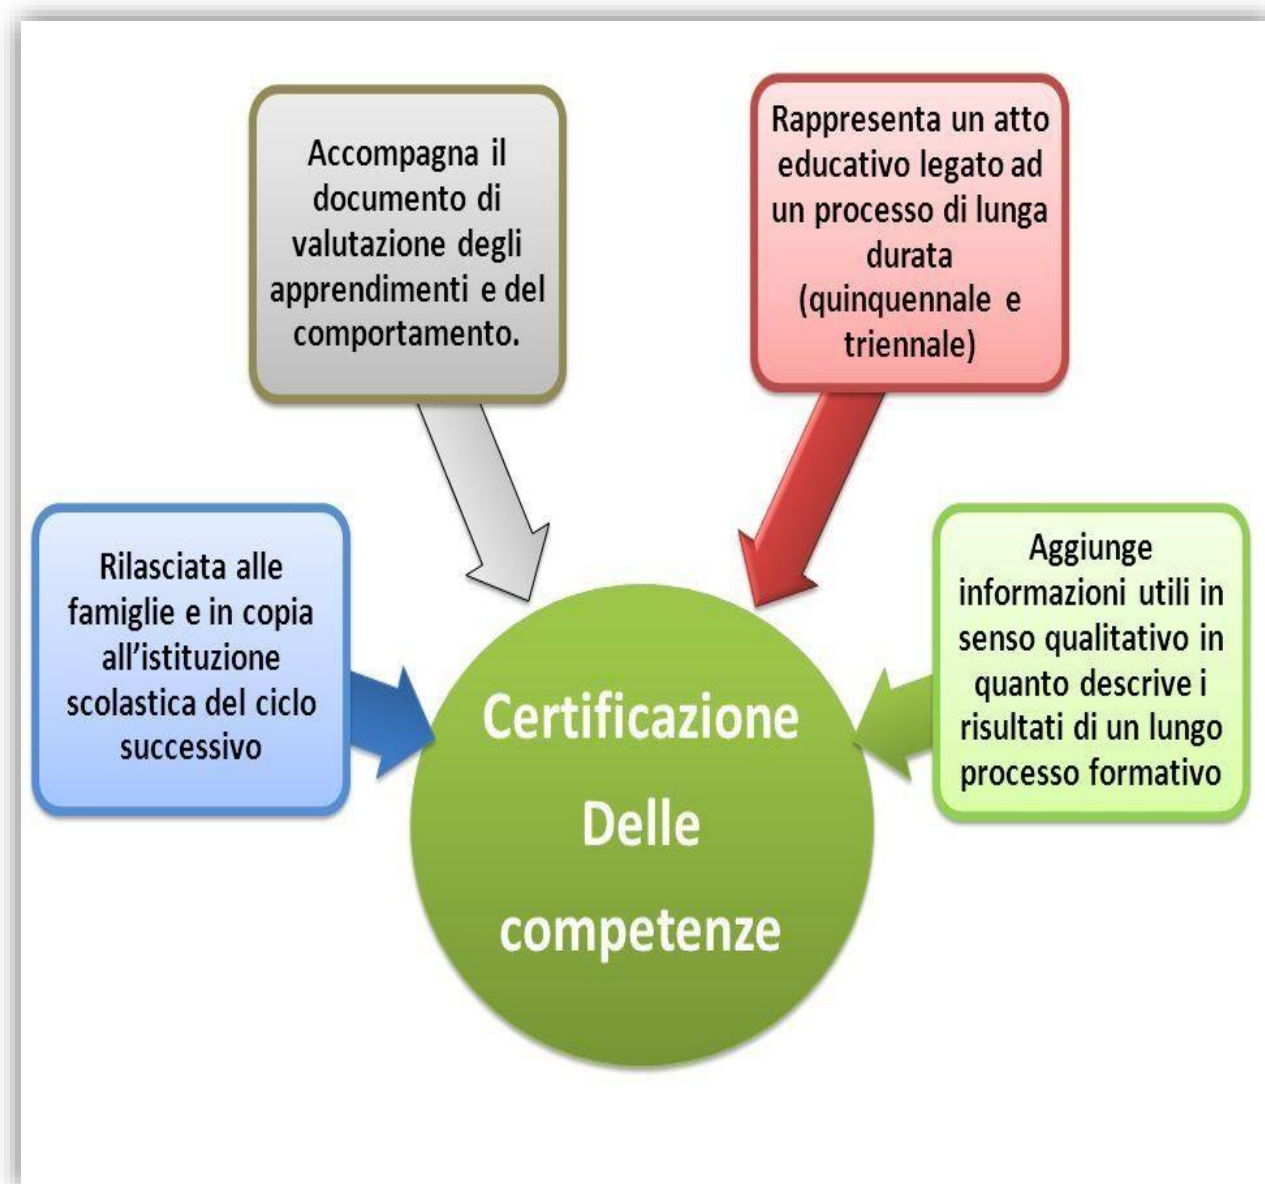 Accompagna il
documento di
valutazione degli
apprendimenti e del
comportamento.
Rappresenta un atto
educativo legato ad
un processo di lunga
durata
(quinquennale e
triennale)
Rilasciata alle
famiglie e in copia
all'istituzione
scolastica del ciclo
successivo
Aggiunge
informazioni utili in
senso qualitativo in
quanto descrive i
risultati di un lungo
processo formativo
Certificazione
Delle
competenze